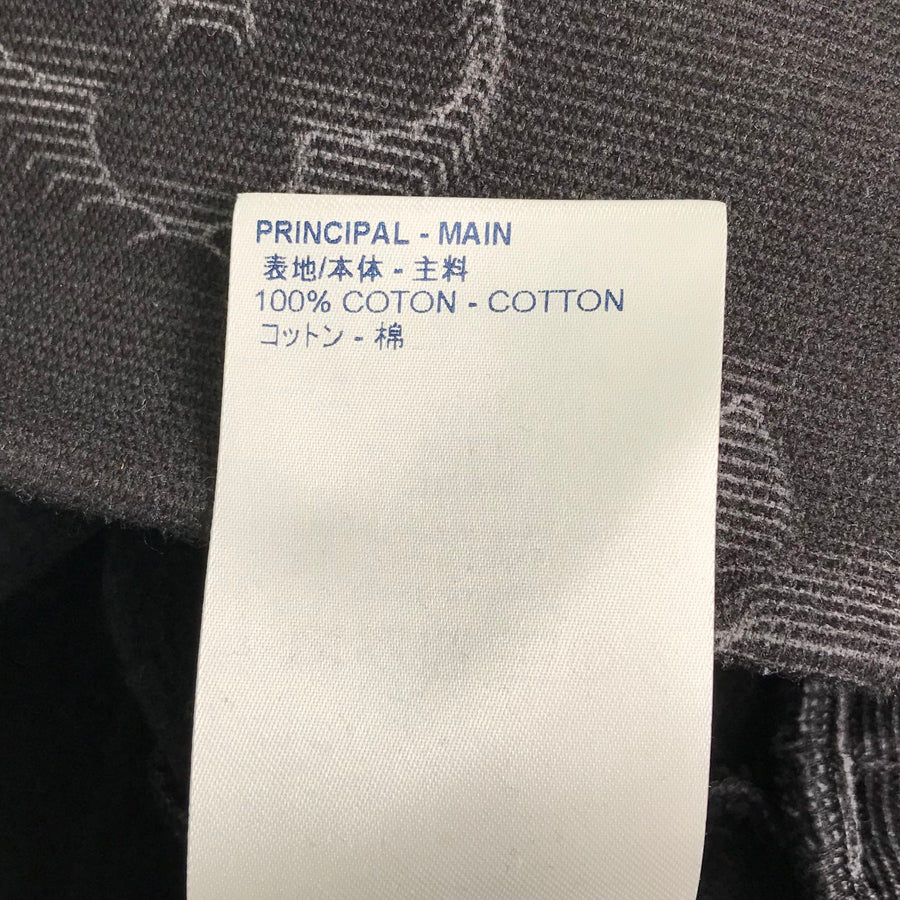 PRINCIPAL - MAIN
表地/本体 - 主料
100% COTON - COTTON
コットン - 棉